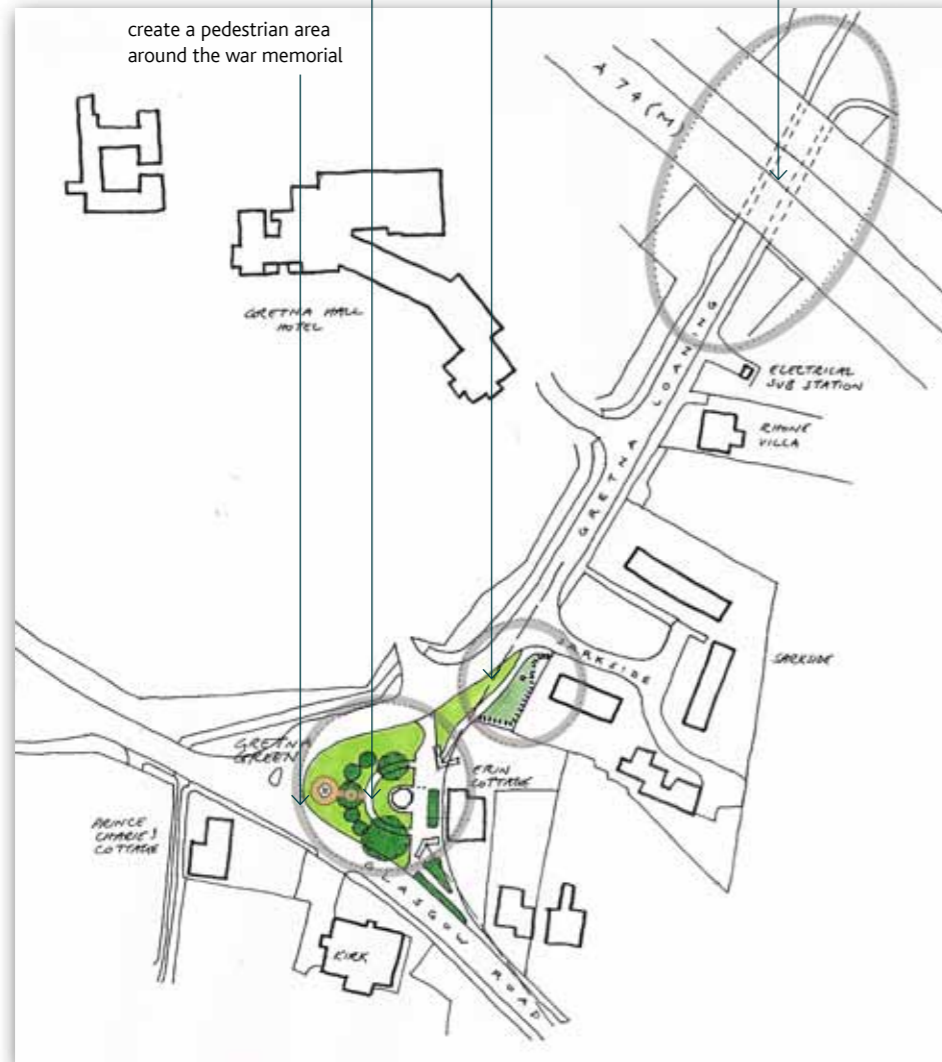 create a pedestrian area
around the war memorial
A 74 (M)
GRETNA HALL
HOTEL
GRETNA LOANING
ELECTRICAL
SUB STATION
RHONE
VILLA
SARKSIDE
SARKSIDE
GRETNA
GREEN
ERIN
COTTAGE
PRINCE
CHARLIE'S
COTTAGE
GLASGOW ROAD
KIRK